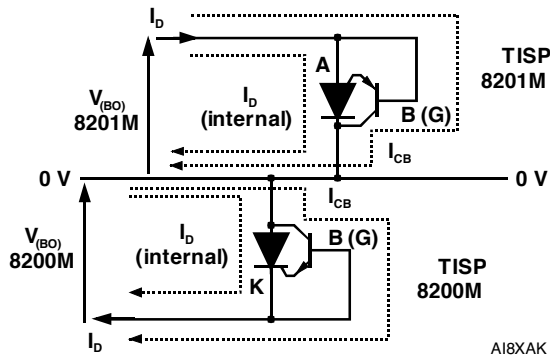 I_D
TISP
8201M
A
V_(BO)
8201M
I_D
(internal)
B (G)
I_CB
0 V
0 V
I_CB
V_(BO)
8200M
I_D
(internal)
B (G)
TISP
8200M
K
I_D
AI8XAK